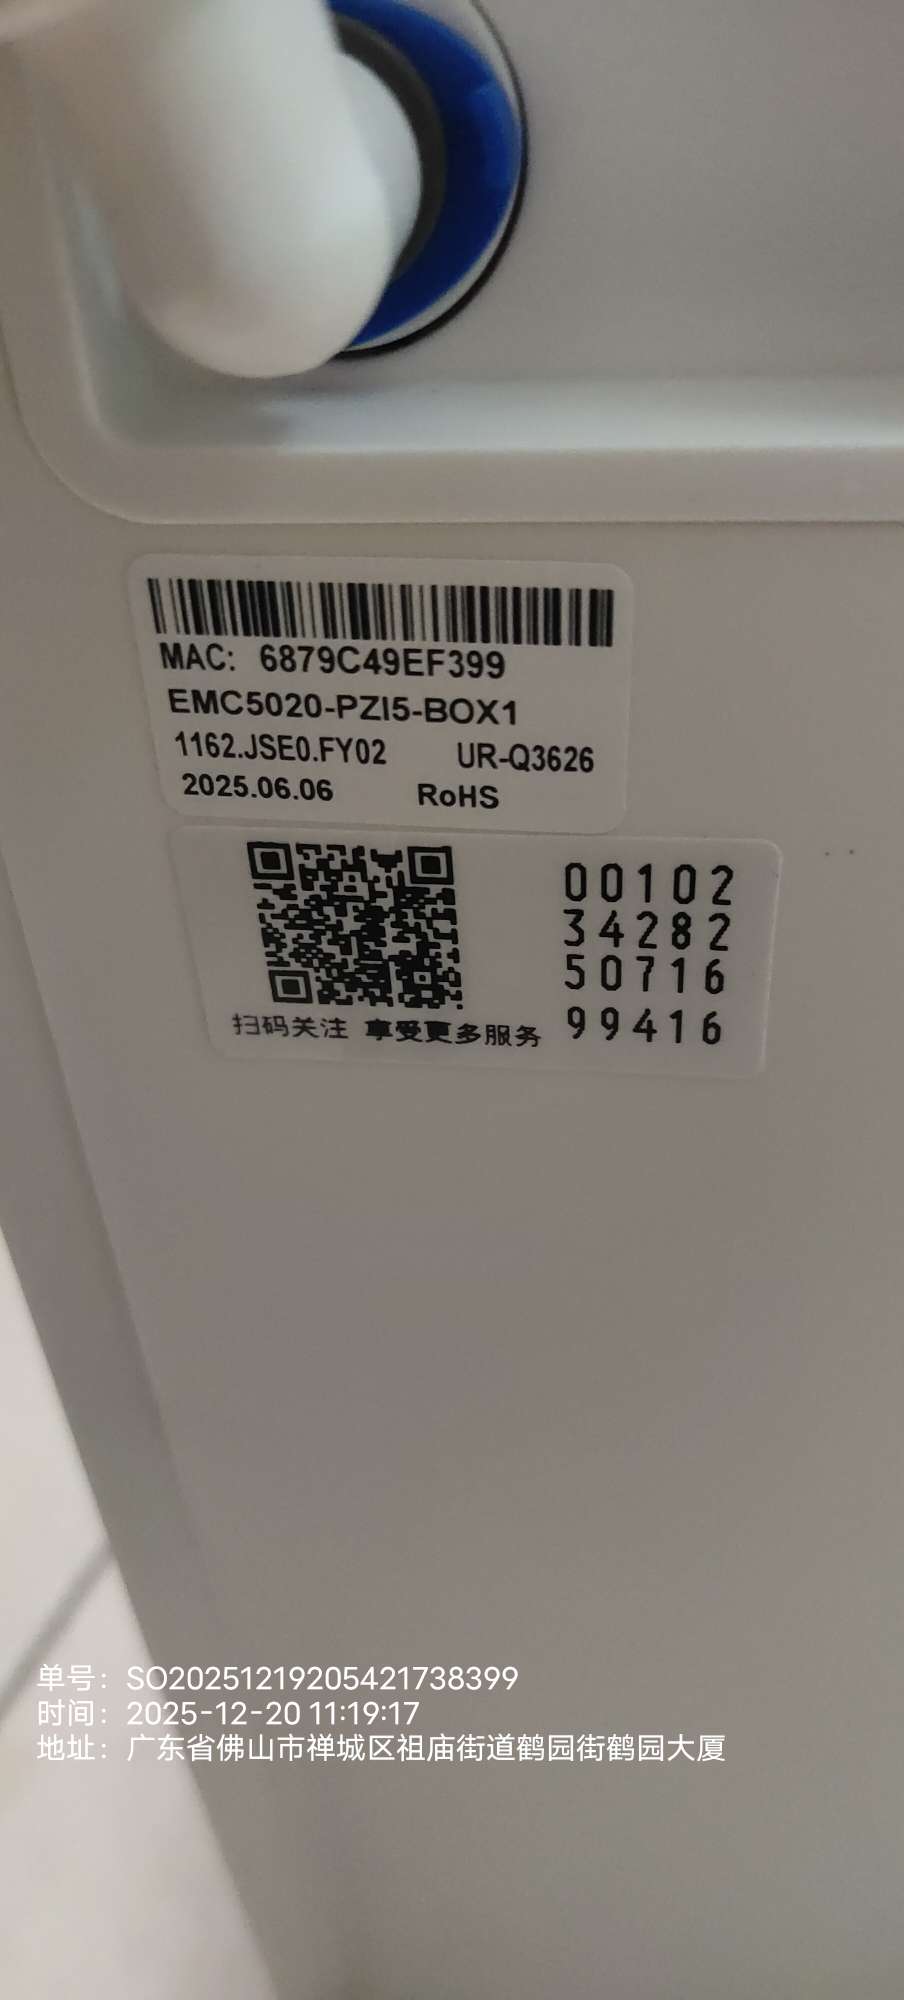 MAC: 6879C49EF399
EMC5020-PZI5-BOX1
1162.JSE0.FY02 UR-Q3626
2025.06.06 RoHS
00102
34282
50716
99416
扫码关注 享受更多服务
单号：SO20251219205421738399
时间：2025-12-20 11:19:17
地址：广东省佛山市禅城区祖庙街道鹤园街鹤园大厦